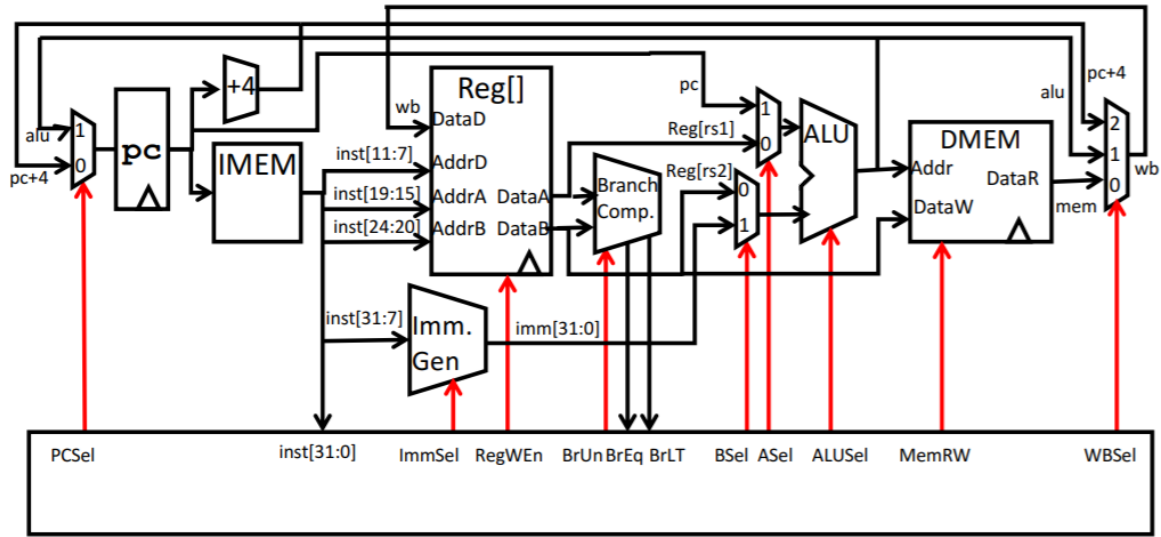 pc+4
+4
Reg[]
pc
alu
wb
DataD
1
ALU
DMEM
2
alu
1
pc
IMEM
inst[11:7]
AddrD
Reg[rs1]
0
Addr
1
pc+4
0
inst[19:15]
AddrA
DataA
Branch
Comp.
Reg[rs2]
0
DataR
mem
0
wb
inst[24:20]
AddrB
DataB
1
DataW
inst[31:7]
Imm.
Gen
imm[31:0]
PCSel
inst[31:0]
ImmSel
RegWEn
BrUn
BrEq
BrLT
BSel
ASel
ALUSel
MemRW
WBSel